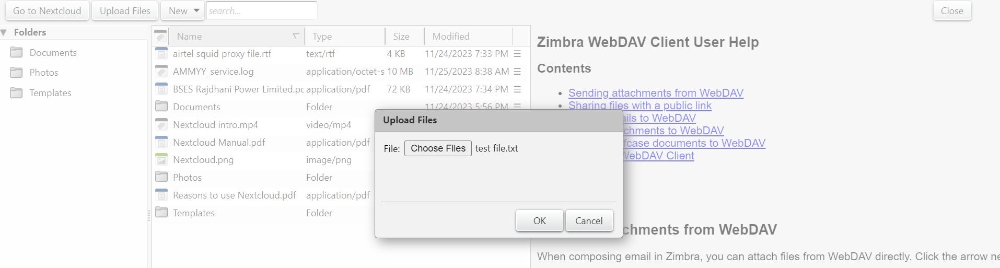 Go to Nextcloud Upload Files New search... Close
Folders
Documents
Photos
Templates
Name Type Size Modified
airtel squid proxy file.rtf text/rtf 4 KB 11/24/2023 7:33 PM
AMMYY_service.log application/octet-s 10 MB 11/25/2023 8:38 AM
BSES Rajdhani Power Limited.pc application/pdf 72 KB 11/24/2023 7:34 PM
Documents Folder 11/24/2023 5:56 PM
Nextcloud intro.mp4 video/mp4
Nextcloud Manual.pdf application/pdf
Nextcloud.png image/png
Photos Folder
Reasons to use Nextcloud.pdf application/pdf
Templates Folder
Upload Files
File: Choose Files test file.txt
OK Cancel
Zimbra WebDAV Client User Help
Contents
Sending attachments from WebDAV
Sharing files with a public link
ils to WebDAV
chments to WebDAV
fcase documents to WebDAV
WebDAV Client
chments from WebDAV
When composing email in Zimbra, you can attach files from WebDAV directly. Click the arrow ne